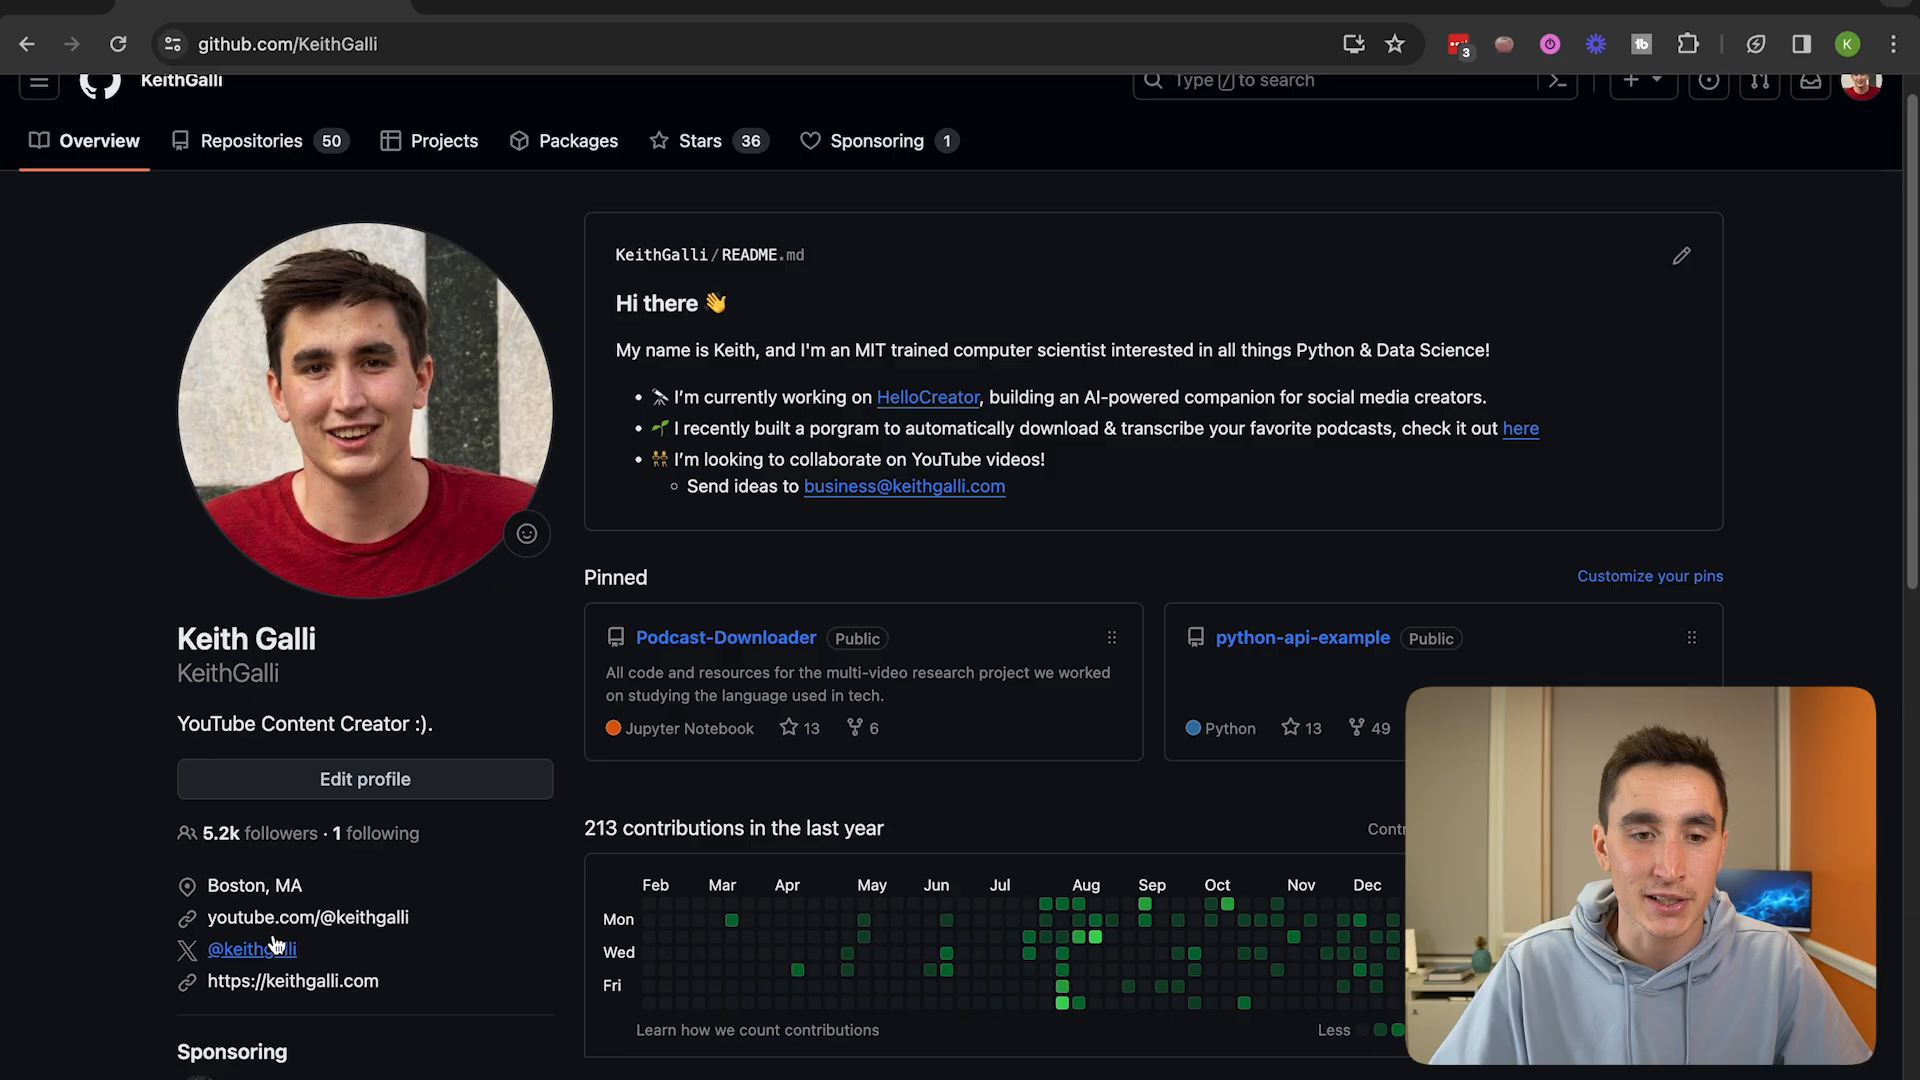 github.com/KeithGalli
3
K
KeithGalli
Type / to search
Overview
Repositories 50
Projects
Packages
Stars 36
Sponsoring 1
KeithGalli/README.md
Hi there 👋
My name is Keith, and I'm an MIT trained computer scientist interested in all things Python & Data Science!
• 🔭 I'm currently working on HelloCreator, building an AI-powered companion for social media creators.
• 🌱 I recently built a porgram to automatically download & transcribe your favorite podcasts, check it out here
• 👯 I'm looking to collaborate on YouTube videos!
◦ Send ideas to business@keithgalli.com
Keith Galli
KeithGalli
YouTube Content Creator :).
Edit profile
5.2k followers · 1 following
Boston, MA
youtube.com/@keithgalli
@keithgalli
https://keithgalli.com
Sponsoring
Pinned
Customize your pins
Podcast-Downloader Public
All code and resources for the multi-video research project we worked
on studying the language used in tech.
Jupyter Notebook 13 6
python-api-example Public
Python 13 49
213 contributions in the last year
Feb Mar Apr May Jun Jul Aug Sep Oct Nov Dec
Mon
Wed
Fri
Learn how we count contributions
Less